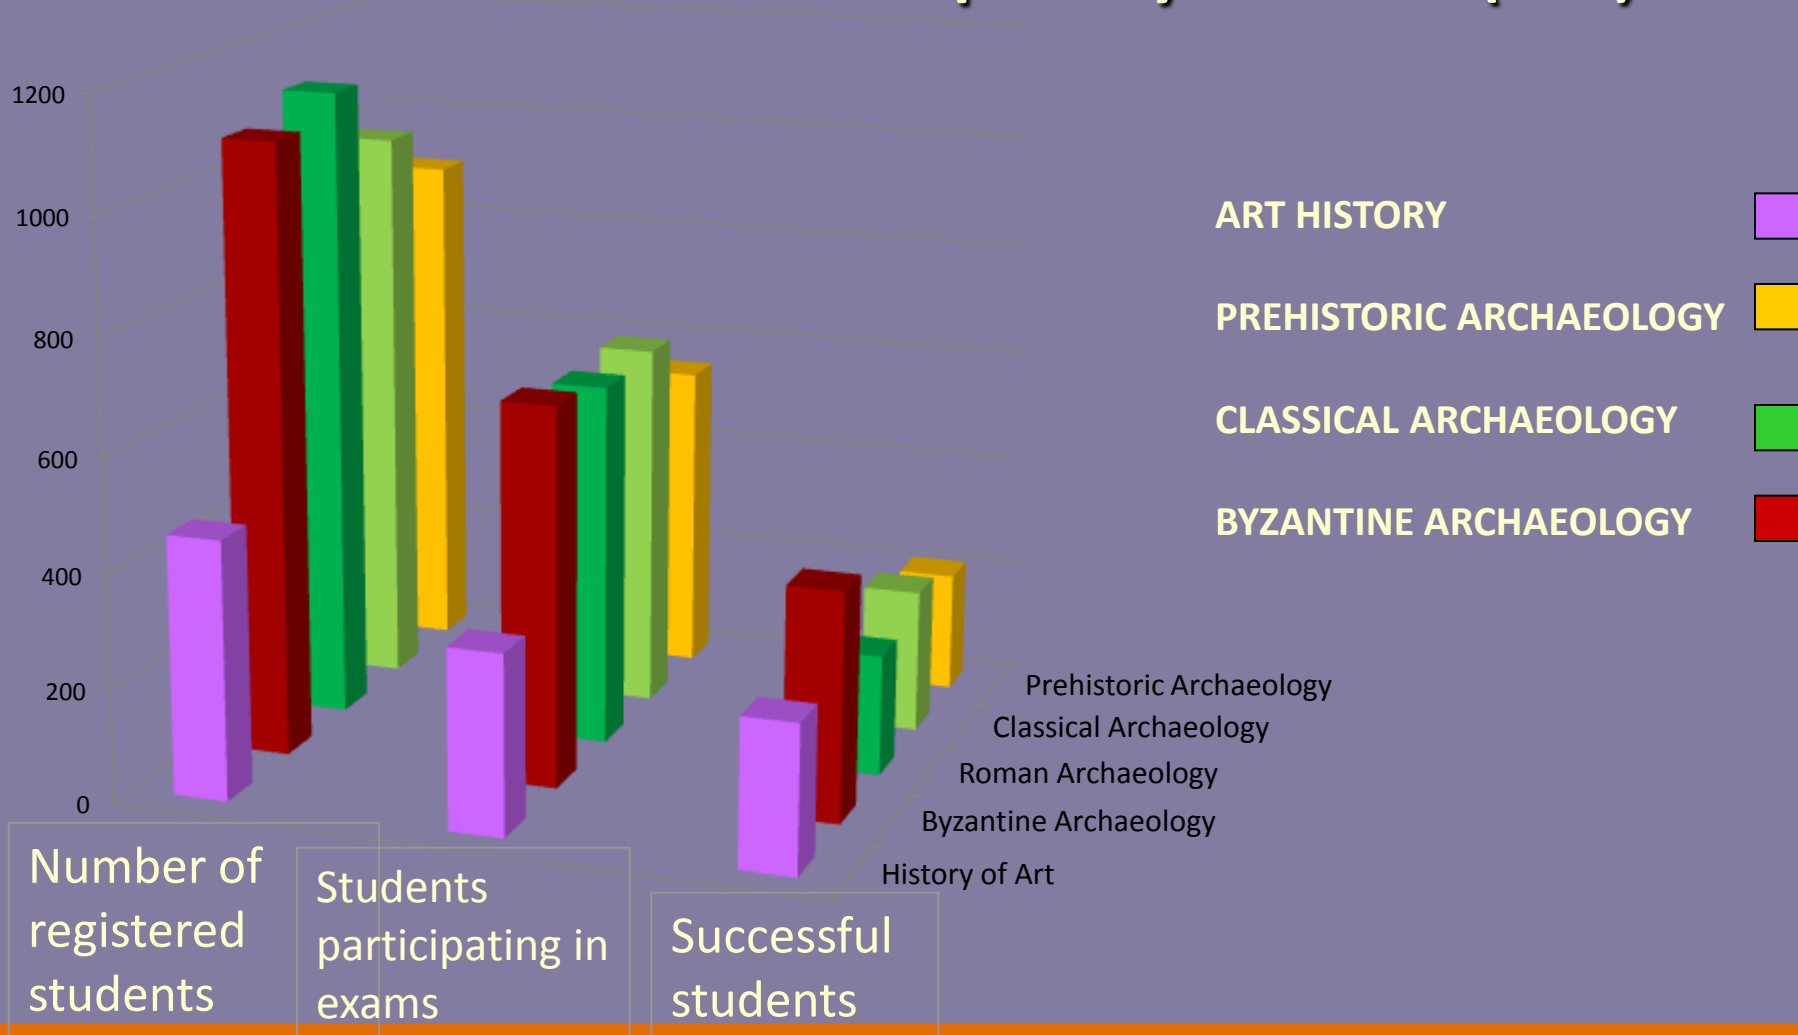 1200
1000
800
600
400
200
0
ART HISTORY
PREHISTORIC ARCHAEOLOGY
CLASSICAL ARCHAEOLOGY
BYZANTINE ARCHAEOLOGY
Prehistoric Archaeology
Classical Archaeology
Roman Archaeology
Byzantine Archaeology
History of Art
Number of
registered
students
Students
participating in
exams
Successful
students